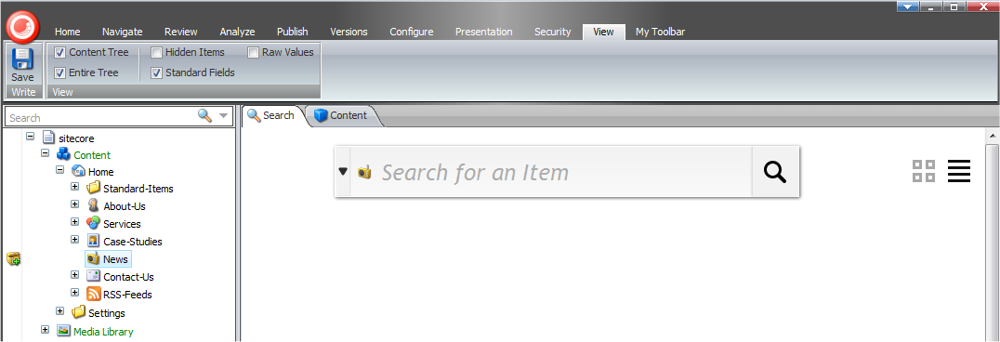 Home Navigate Review Analyze Publish Versions Configure Presentation Security View My Toolbar
Content Tree Hidden Items Raw Values
Entire Tree Standard Fields
Save
Write View
Search
Search Content
sitecore
Content
Home
Standard-Items
About-Us
Services
Case-Studies
News
Contact-Us
RSS-Feeds
Settings
Media Library
Search for an Item